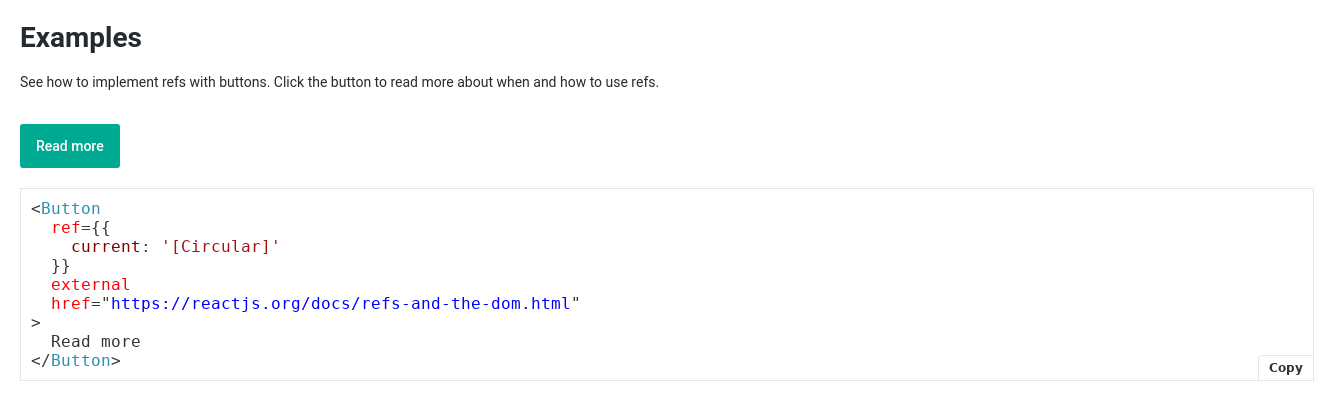 Examples
See how to implement refs with buttons. Click the button to read more about when and how to use refs.
Read more
<Button
  ref={{
    current: '[Circular]'
  }}
  external
  href="https://reactjs.org/docs/refs-and-the-dom.html"
>
  Read more
</Button>
Copy